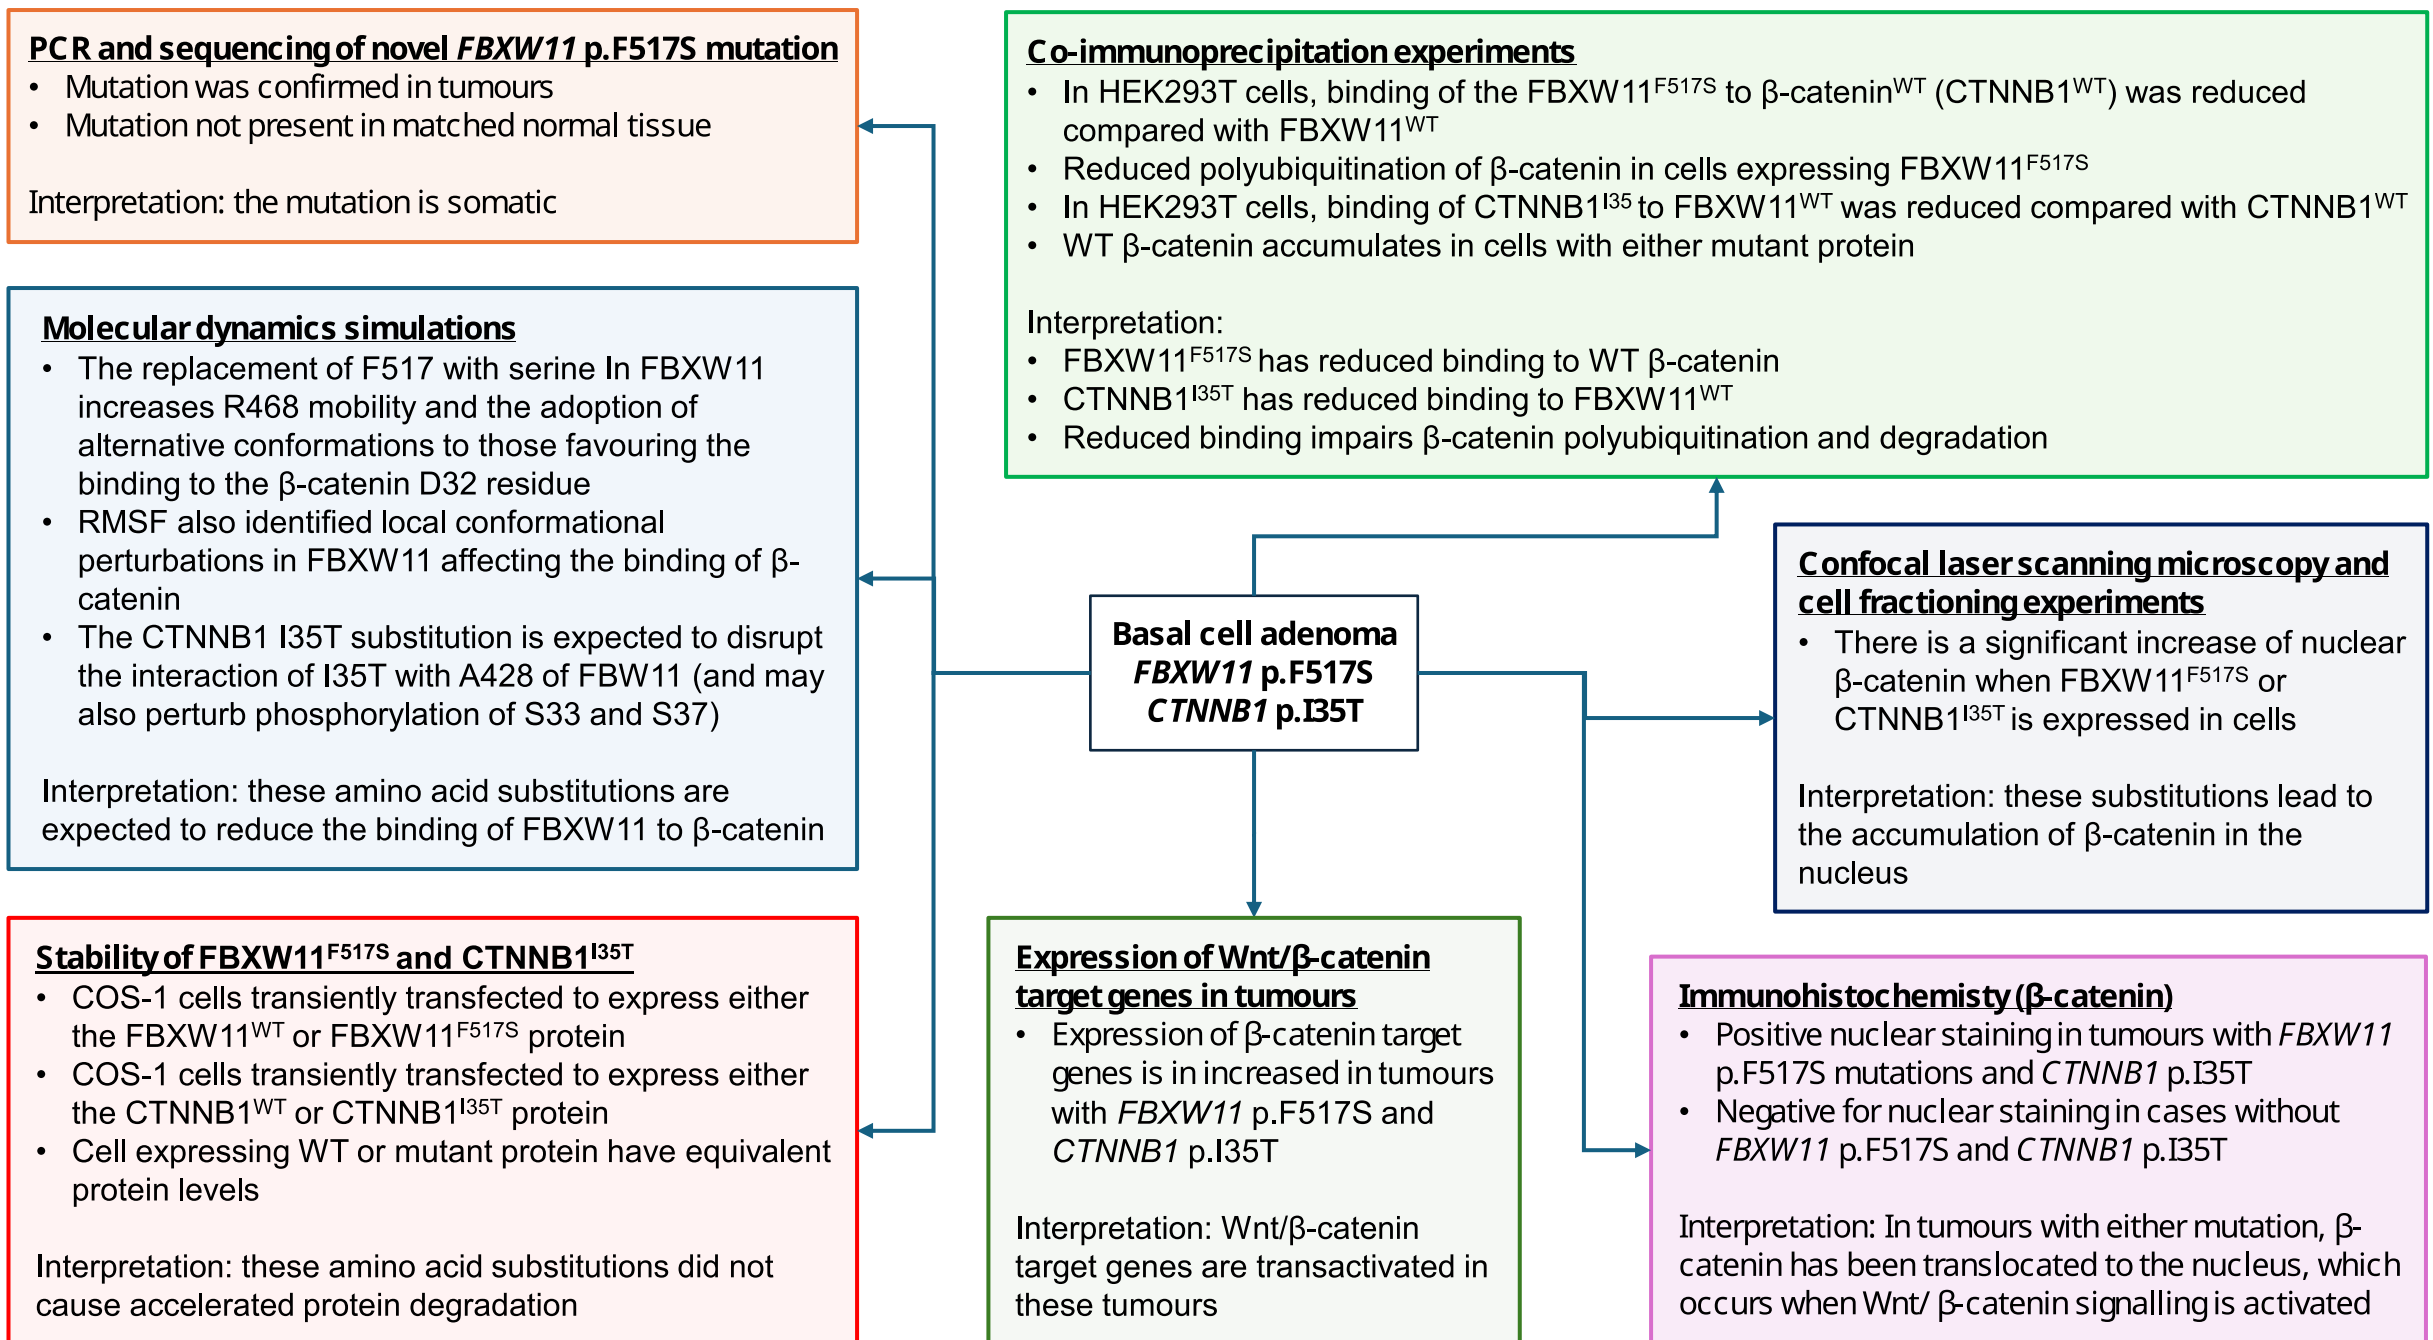 PCR and sequencing of novel FBXW11 p.F517S mutation
• Mutation was confirmed in tumours
• Mutation not present in matched normal tissue
Interpretation: the mutation is somatic
Molecular dynamics simulations
• The replacement of F517 with serine In FBXW11
increases R468 mobility and the adoption of
alternative conformations to those favouring the
binding to the β-catenin D32 residue
• RMSF also identified local conformational
perturbations in FBXW11 affecting the binding of β-
catenin
• The CTNNB1 I35T substitution is expected to disrupt
the interaction of I35T with A428 of FBW11 (and may
also perturb phosphorylation of S33 and S37)
Interpretation: these amino acid substitutions are
expected to reduce the binding of FBXW11 to β-catenin
Stability of FBXW11F517S and CTNNB1I35T
• COS-1 cells transiently transfected to express either
the FBXW11WT or FBXW11F517S protein
• COS-1 cells transiently transfected to express either
the CTNNB1WT or CTNNB1I35T protein
• Cell expressing WT or mutant protein have equivalent
protein levels
Interpretation: these amino acid substitutions did not
cause accelerated protein degradation
Co-immunoprecipitation experiments
• In HEK293T cells, binding of the FBXW11F517S to β-cateninWT (CTNNB1WT) was reduced
compared with FBXW11WT
• Reduced polyubiquitination of β-catenin in cells expressing FBXW11F517S
• In HEK293T cells, binding of CTNNB1I35 to FBXW11WT was reduced compared with CTNNB1WT
• WT β-catenin accumulates in cells with either mutant protein
Interpretation:
• FBXW11F517S has reduced binding to WT β-catenin
• CTNNB1I35T has reduced binding to FBXW11WT
• Reduced binding impairs β-catenin polyubiquitination and degradation
Basal cell adenoma
FBXW11 p.F517S
CTNNB1 p.I35T
Confocal laser scanning microscopy and
cell fractioning experiments
• There is a significant increase of nuclear
β-catenin when FBXW11F517S or
CTNNB1I35T is expressed in cells
Interpretation: these substitutions lead to
the accumulation of β-catenin in the
nucleus
Expression of Wnt/β-catenin
target genes in tumours
• Expression of β-catenin target
genes is in increased in tumours
with FBXW11 p.F517S and
CTNNB1 p.I35T
Interpretation: Wnt/β-catenin
target genes are transactivated in
these tumours
Immunohistochemisty (β-catenin)
• Positive nuclear staining in tumours with FBXW11
p.F517S mutations and CTNNB1 p.I35T
• Negative for nuclear staining in cases without
FBXW11 p.F517S and CTNNB1 p.I35T
Interpretation: In tumours with either mutation, β-
catenin has been translocated to the nucleus, which
occurs when Wnt/ β-catenin signalling is activated